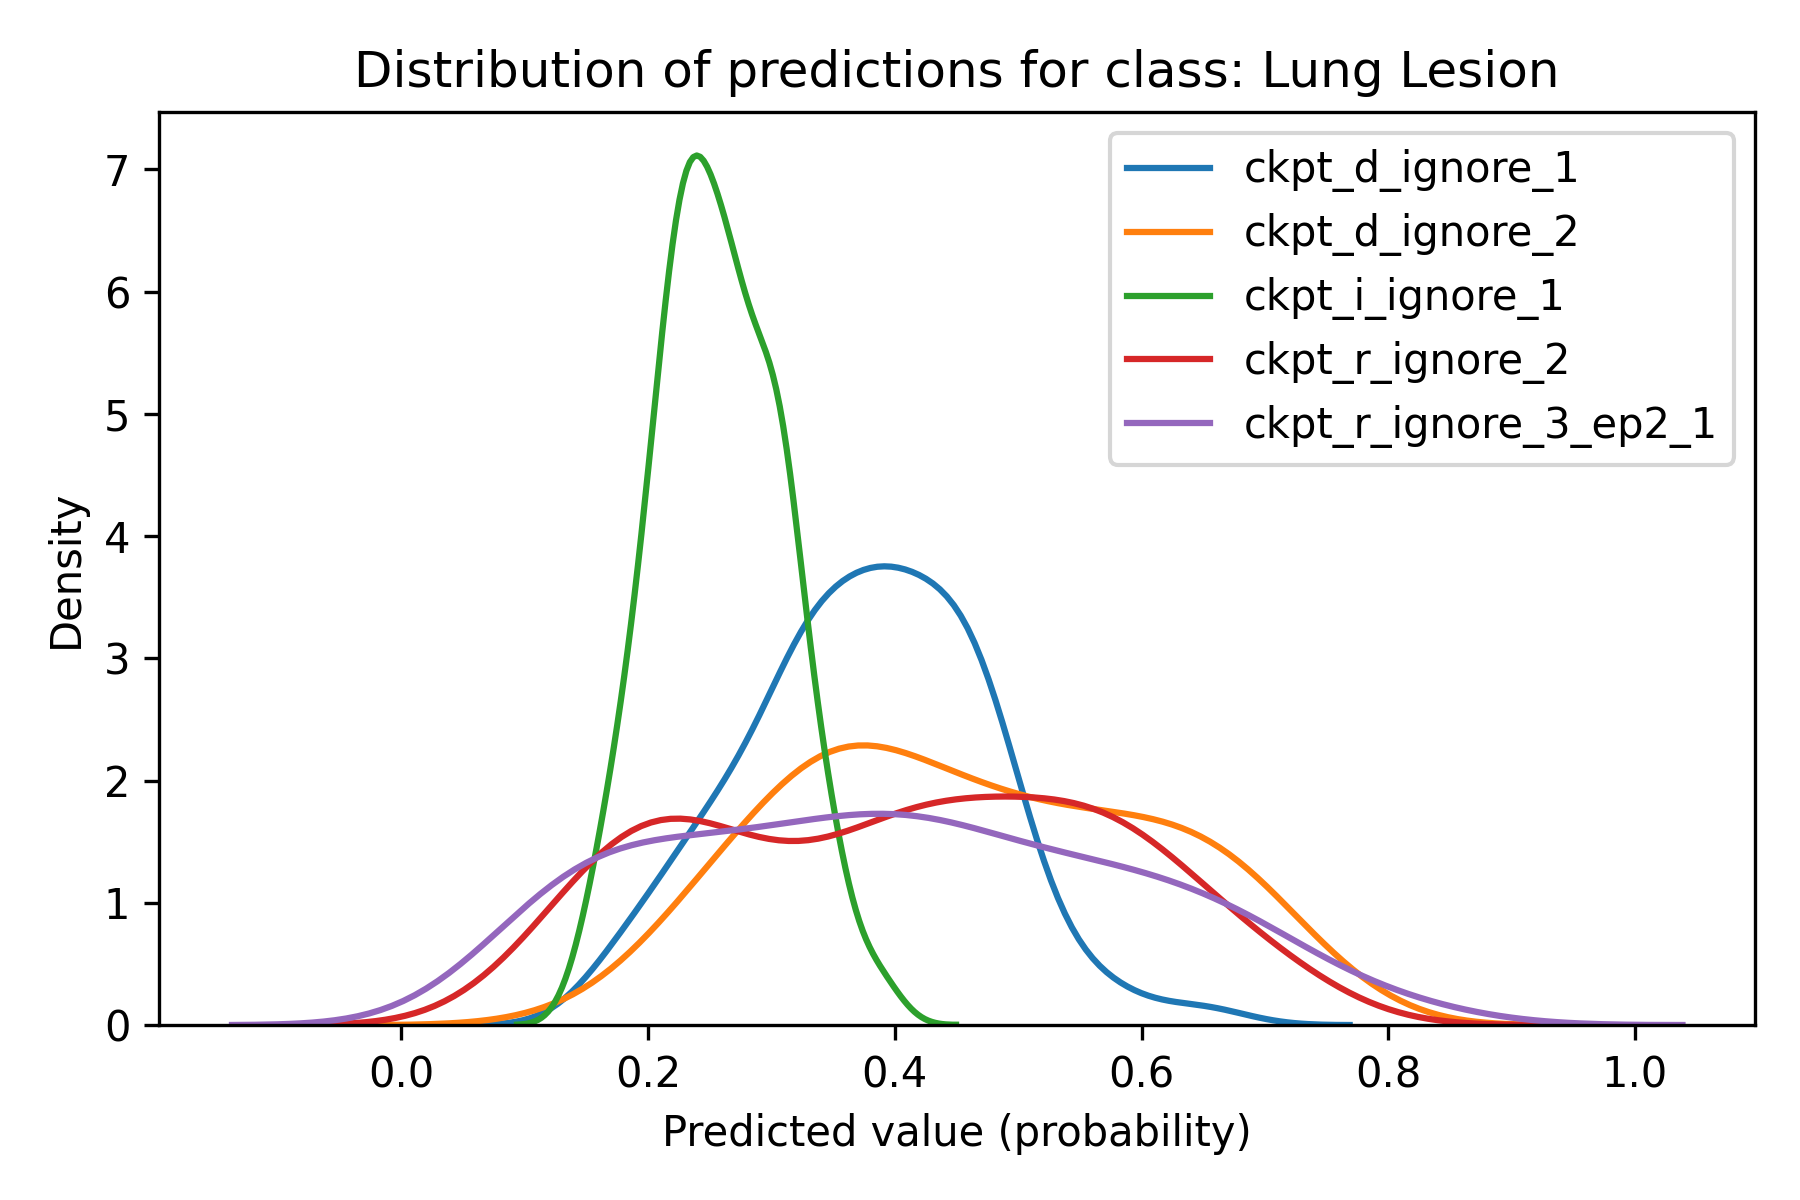 Distribution of predictions for class: Lung Lesion
ckpt_d_ignore_1
ckpt_d_ignore_2
ckpt_i_ignore_1
ckpt_r_ignore_2
ckpt_r_ignore_3_ep2_1
Density
7
6
5
4
3
2
1
0
0.0 0.2 0.4 0.6 0.8 1.0
Predicted value (probability)